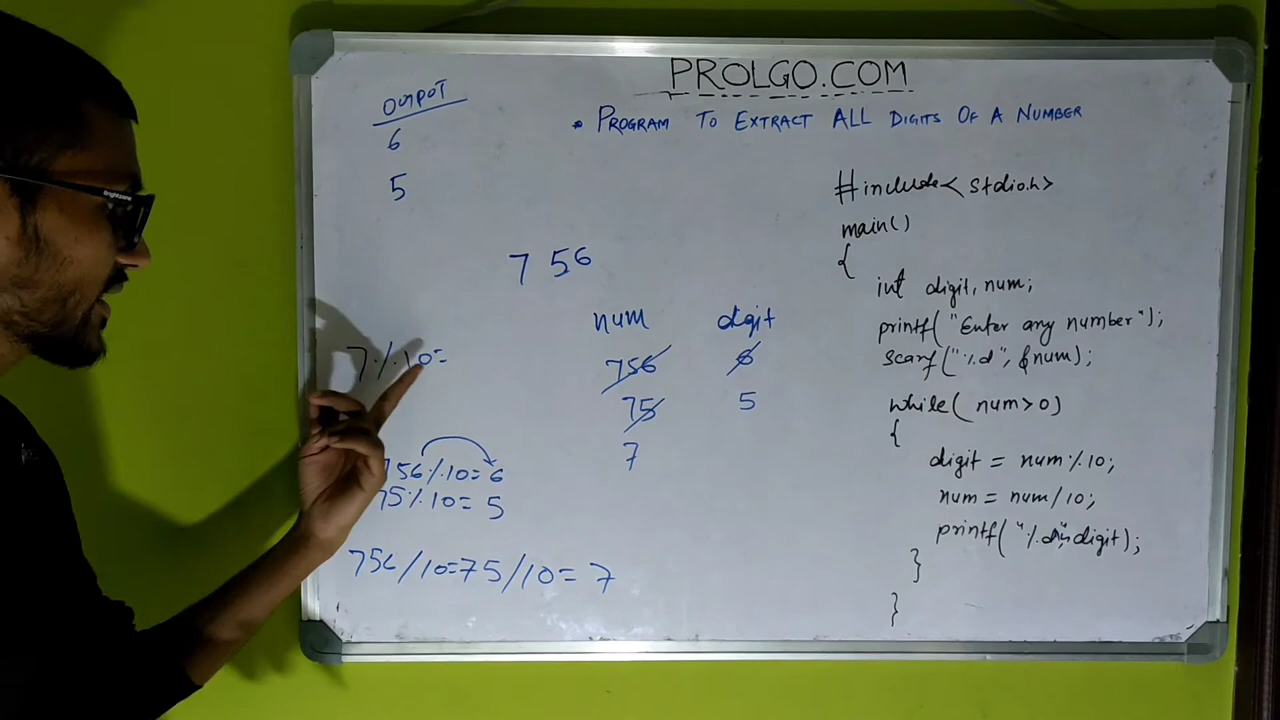 PROLGO.COM
• PROGRAM TO EXTRACT ALL DIGITS OF A NUMBER
OUTPUT
6
5
756
7%10=
756%10=6
75%10=5
756/10=75/10=7
num digit
756 6
75 5
7
#include<stdio.h>
main()
{
int digit, num;
printf("Enter any number");
scanf("%d", &num);
while( num>0)
{
digit = num%10;
num = num/10;
printf("%d\n", digit);
}
}
brightzone